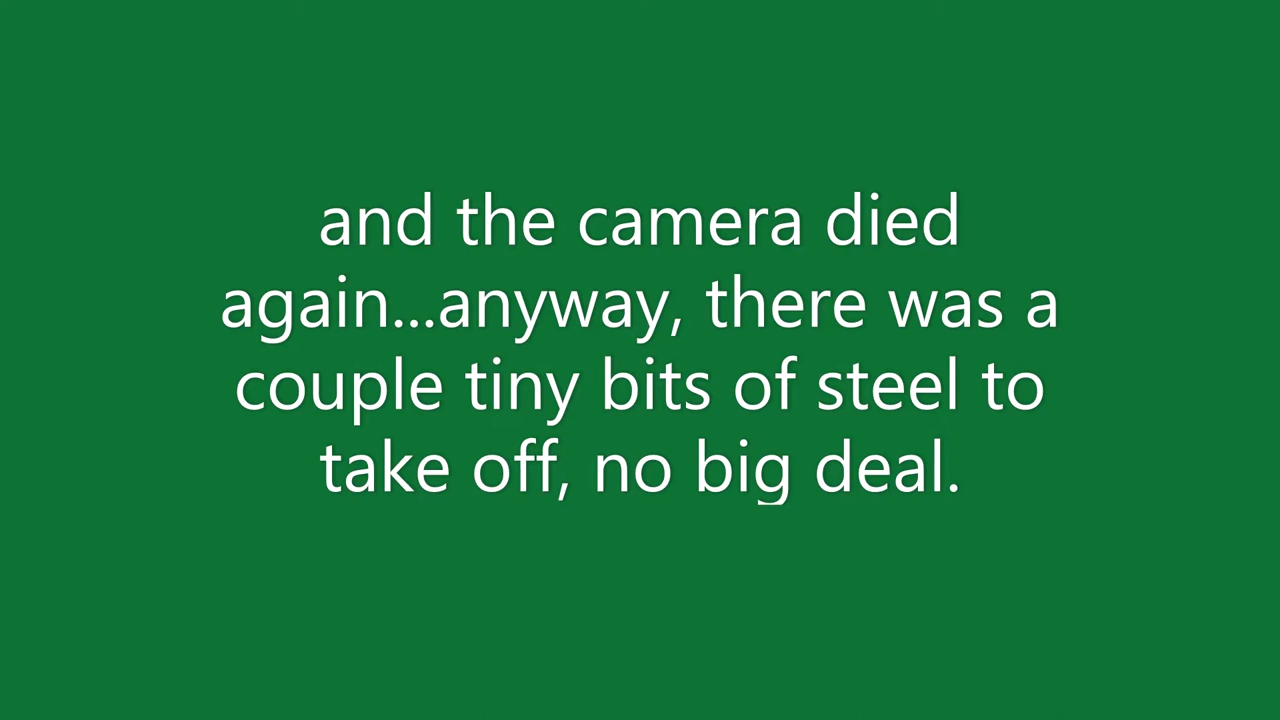 and the camera died
again...anyway, there was a
couple tiny bits of steel to
take off, no big deal.